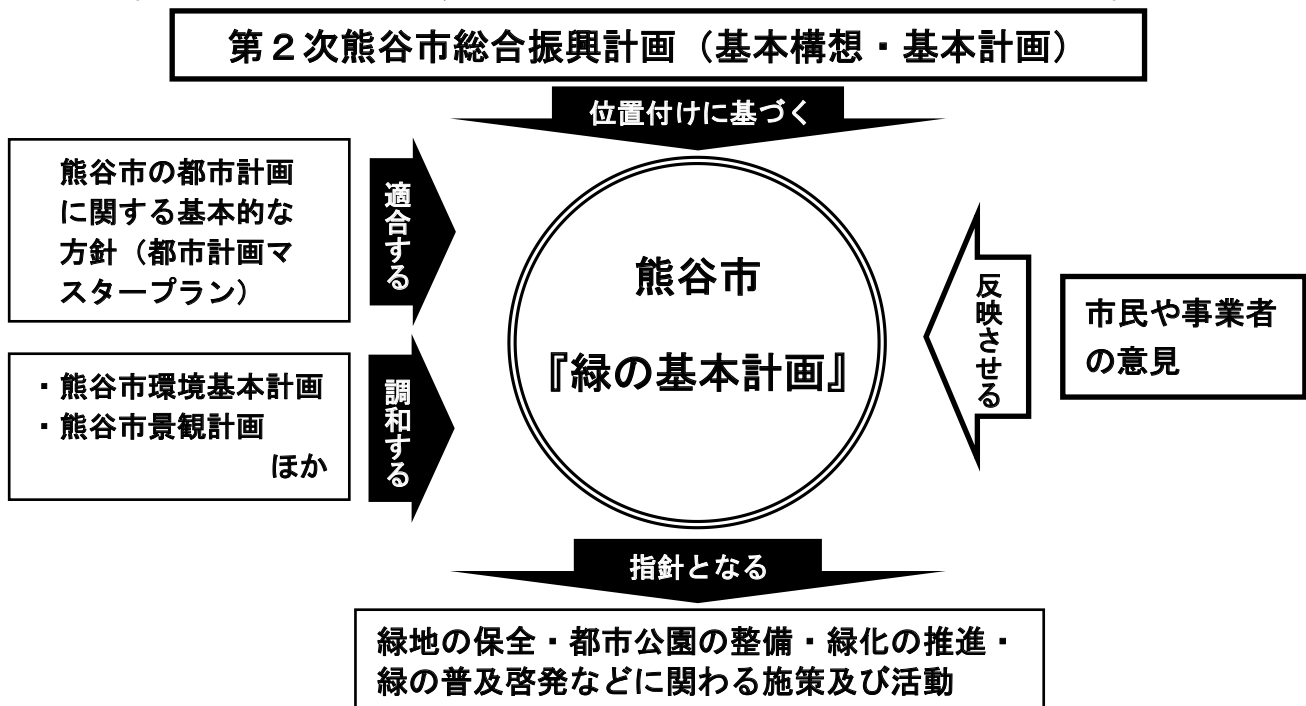 第２次熊谷市総合振興計画（基本構想・基本計画）
位置付けに基づく
熊谷市の都市計画
に関する基本的な
方針（都市計画マ
スタープラン）
適合する
・熊谷市環境基本計画
・熊谷市景観計画
ほか
調和する
熊谷市
『緑の基本計画』
反映させる
市民や事業者
の意見
指針となる
緑地の保全・都市公園の整備・緑化の推進・
緑の普及啓発などに関わる施策及び活動